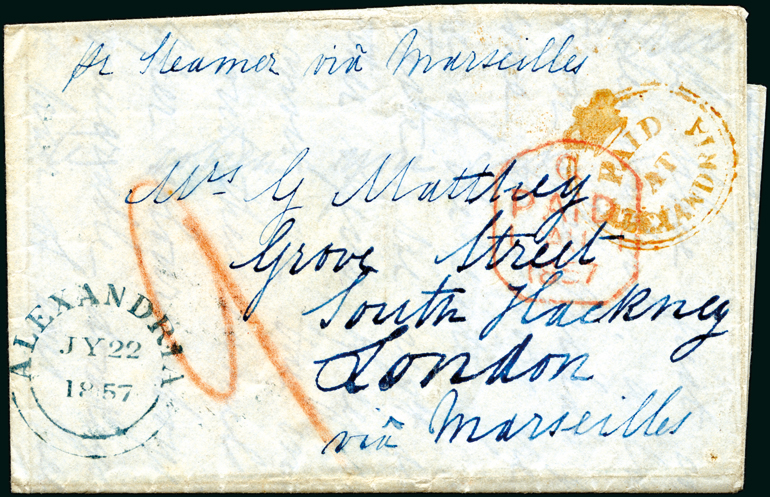 pr Steamer viâ Marseilles
Mrs G Matthey
Grove Street
South Hackney
London
viâ Marseilles
PAID
AT
ALEXANDRIA
PAID
1857
ALEXANDRIA
JY 22
1857
9